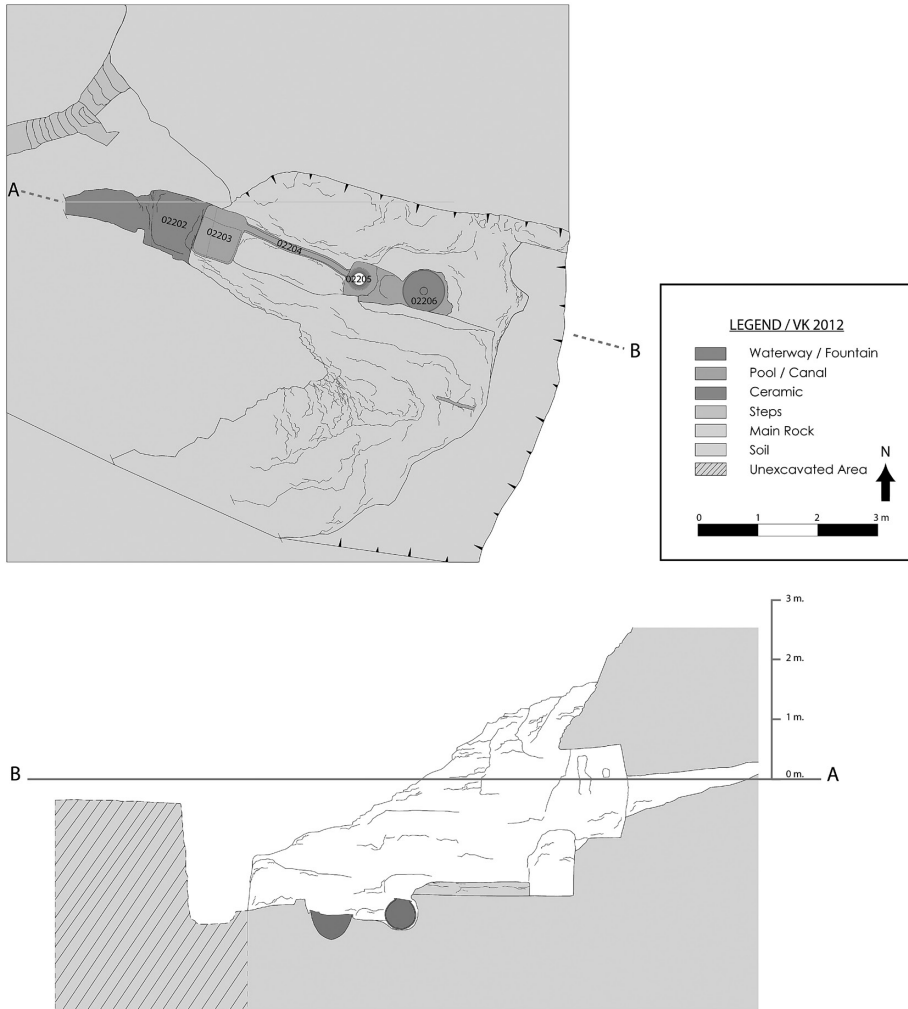 A
02202
02203
02204
02205
02206
B
LEGEND / VK 2012
Waterway / Fountain
Pool / Canal
Ceramic
Steps
Main Rock
Soil
Unexcavated Area
N
0 1 2 3 m
3 m.
2 m.
1 m.
B 0 m. A